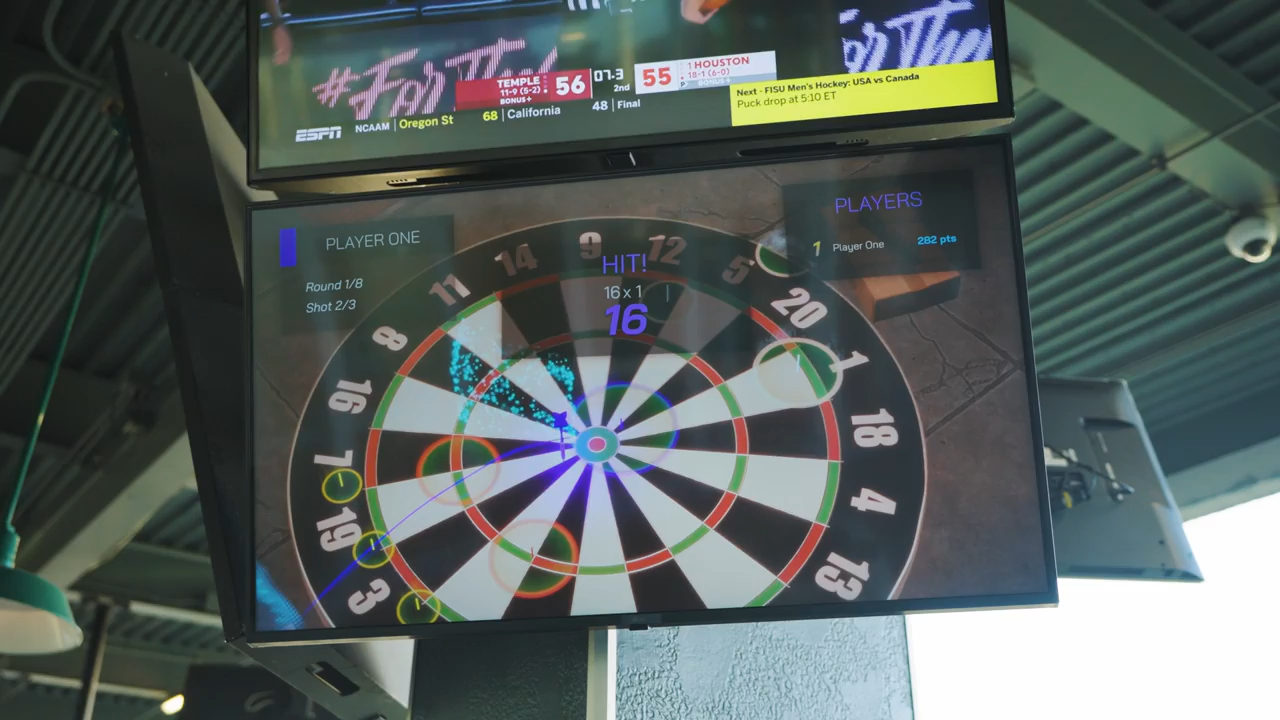 #ForThe
orThe
TEMPLE 56
11-9 (5-2)
BONUS+
07.3
2nd
55 1 HOUSTON
18-1 (6-0)
BONUS+
Next - FISU Men's Hockey: USA vs Canada
Puck drop at 5:10 ET
ESPN NCAAM | Oregon St 68 | California 48 | Final
PLAYER ONE
Round 1/8
Shot 2/3
PLAYERS
1 Player One 282 pts
HIT!
16 x 1
16
9
12
5
20
1
18
4
13
3
19
7
16
8
11
14